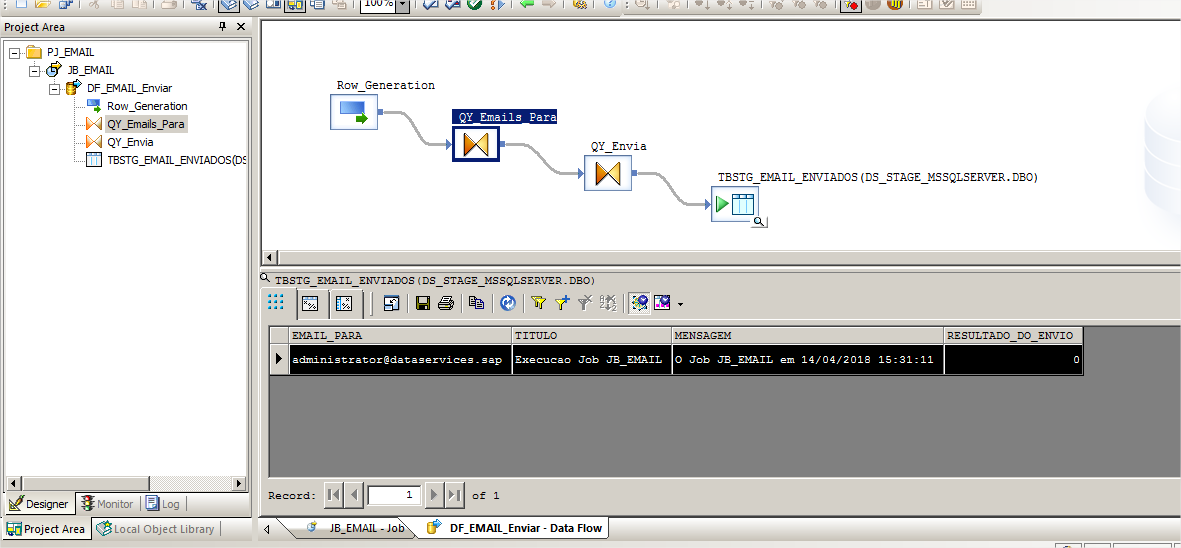 100%
Project Area
PJ_EMAIL
JB_EMAIL
DF_EMAIL_Enviar
Row_Generation
QY_Emails_Para
QY_Envia
TBSTG_EMAIL_ENVIADOS(DS
Designer
Monitor
Log
Project Area
Local Object Library
Row_Generation
QY_Emails_Para
QY_Envia
TBSTG_EMAIL_ENVIADOS(DS_STAGE_MSSQLSERVER.DBO)
TBSTG_EMAIL_ENVIADOS(DS_STAGE_MSSQLSERVER.DBO)
EMAIL_PARA TITULO MENSAGEM RESULTADO_DO_ENVIO
administrator@dataservices.sap Execucao Job JB_EMAIL O Job JB_EMAIL em 14/04/2018 15:31:11 0
Record: 1 of 1
JB_EMAIL - Job DF_EMAIL_Enviar - Data Flow